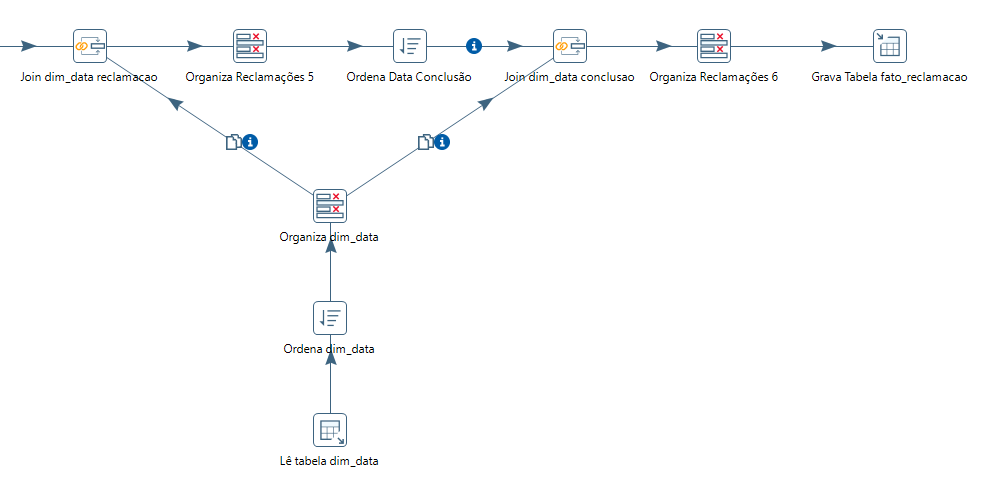 Join dim_data reclamacao
Organiza Reclamações 5
Ordena Data Conclusão
Join dim_data conclusao
Organiza Reclamações 6
Grava Tabela fato_reclamacao
Organiza dim_data
Ordena dim_data
Lê tabela dim_data